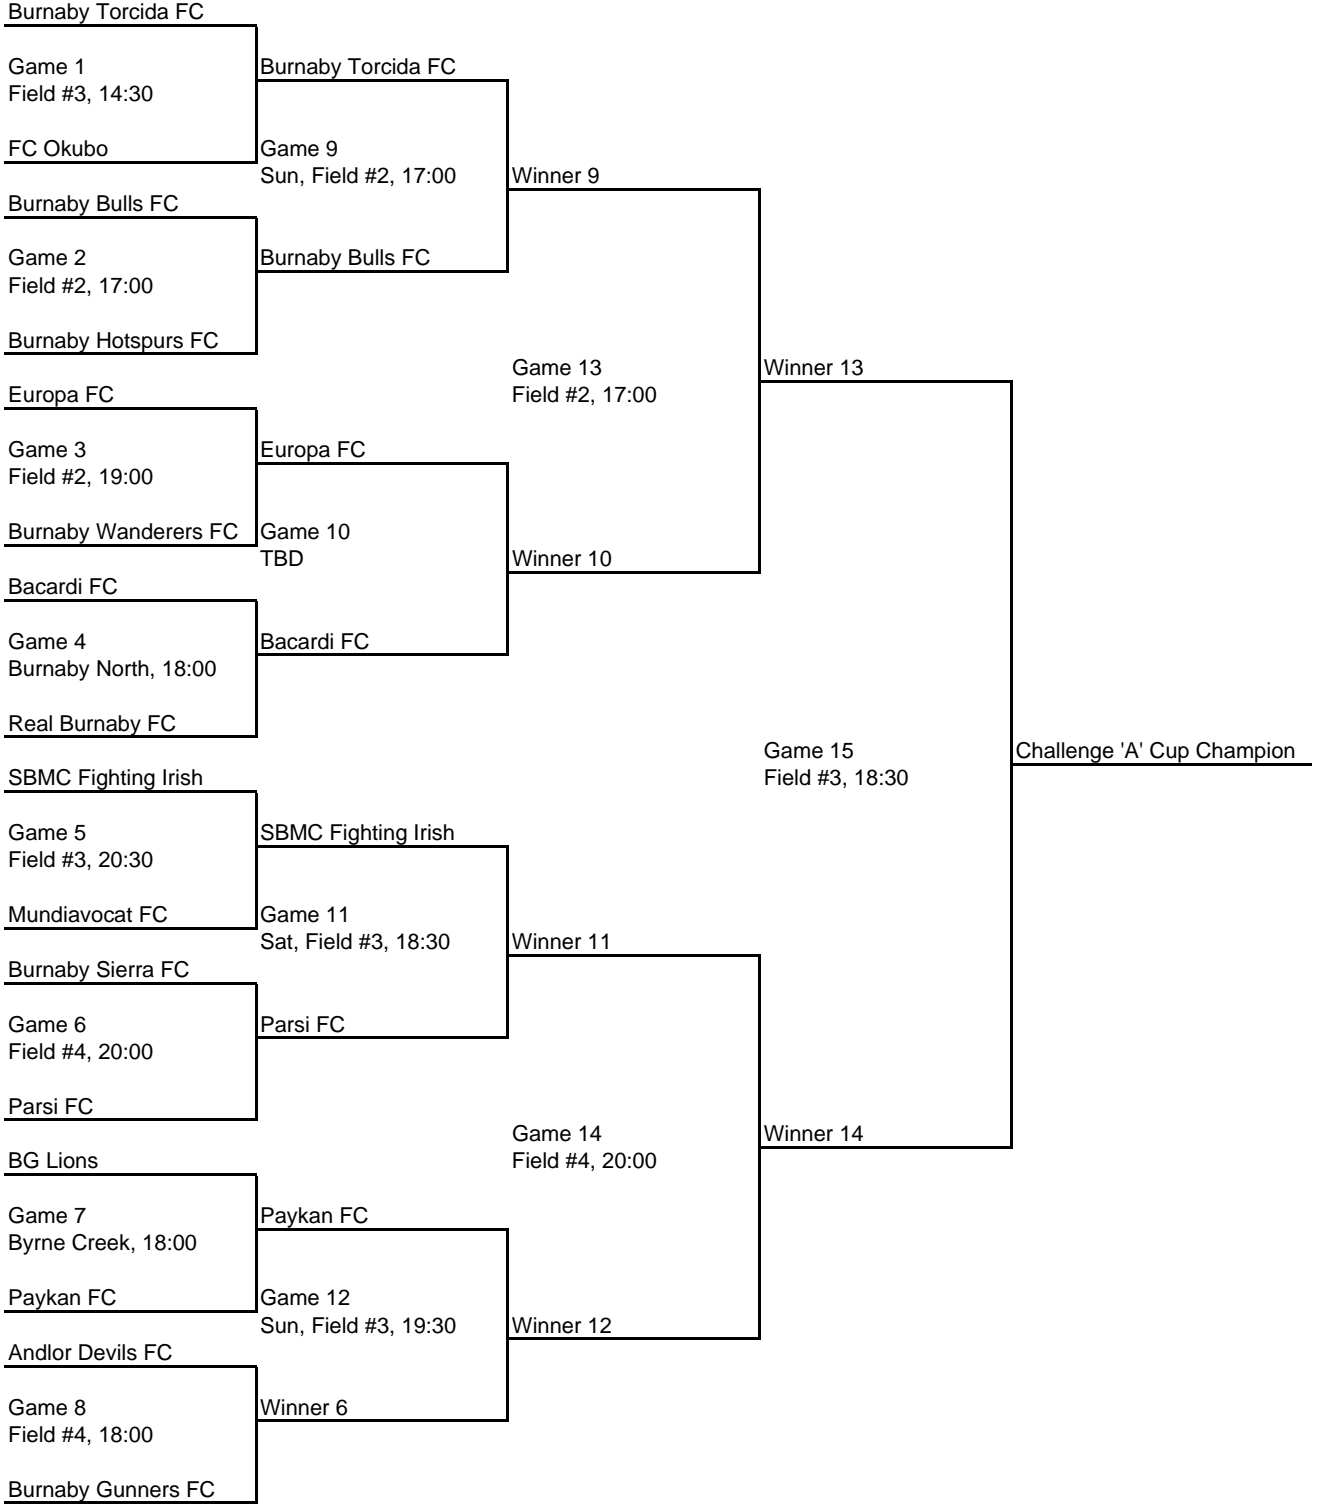 Burnaby Torcida FC
Game 1
Field #3, 14:30
FC Okubo
Burnaby Bulls FC
Game 2
Field #2, 17:00
Burnaby Hotspurs FC
Europa FC
Game 3
Field #2, 19:00
Burnaby Wanderers FC
Bacardi FC
Game 4
Burnaby North, 18:00
Real Burnaby FC
SBMC Fighting Irish
Game 5
Field #3, 20:30
Mundiavocat FC
Burnaby Sierra FC
Game 6
Field #4, 20:00
Parsi FC
BG Lions
Game 7
Byrne Creek, 18:00
Paykan FC
Andlor Devils FC
Game 8
Field #4, 18:00
Burnaby Gunners FC
Burnaby Torcida FC
Game 9
Sun, Field #2, 17:00
Burnaby Bulls FC
Europa FC
Game 10
TBD
Bacardi FC
SBMC Fighting Irish
Game 11
Sat, Field #3, 18:30
Parsi FC
Paykan FC
Game 12
Sun, Field #3, 19:30
Winner 6
Winner 9
Game 13
Field #2, 17:00
Winner 10
Winner 11
Game 14
Field #4, 20:00
Winner 12
Winner 13
Game 15
Field #3, 18:30
Winner 14
Challenge 'A' Cup Champion